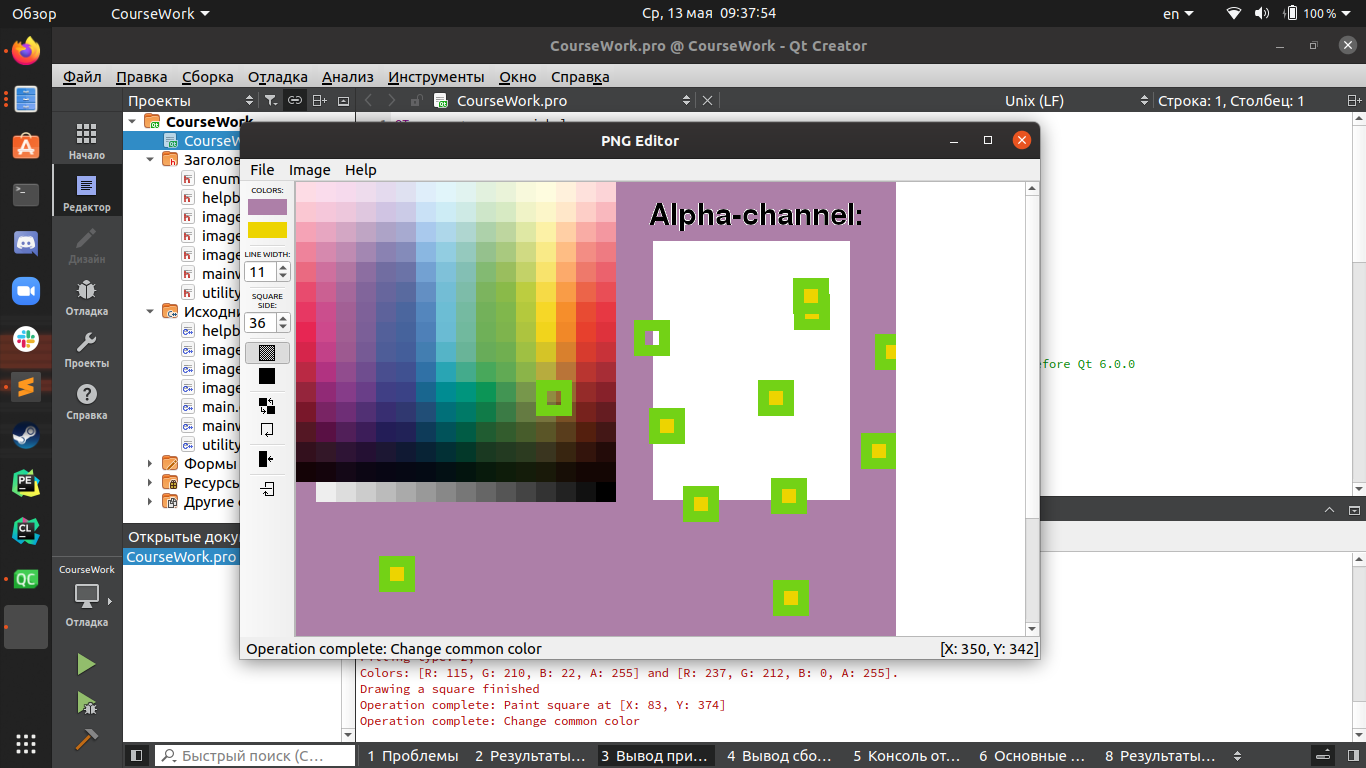 Обзор
CourseWork
Ср, 13 мая 09:37:54
en
100 %
CourseWork.pro @ CourseWork - Qt Creator
Файл Правка Сборка Отладка Анализ Инструменты Окно Справка
Проекты
CourseWork.pro
Unix (LF)
Строка: 1, Столбец: 1
Начало
Редактор
Дизайн
Отладка
Проекты
Справка
CourseWork
CourseW
Заголов
enum
helpb
image
image
image
mainw
utility
Исходни
helpb
image
image
image
main.
mainw
utility
Формы
Ресурсы
Другие
PNG Editor
File Image Help
COLORS:
LINE WIDTH:
11
SQUARE
SIDE:
36
Alpha-channel:
Operation complete: Change common color
[X: 350, Y: 342]
efore Qt 6.0.0
Открытые доку
CourseWork.pro
CourseWork
Отладка
Colors: [R: 115, G: 210, B: 22, A: 255] and [R: 237, G: 212, B: 0, A: 255].
Drawing a square finished
Operation complete: Paint square at [X: 83, Y: 374]
Operation complete: Change common color
Быстрый поиск (C...
1 Проблемы
2 Результаты...
3 Вывод при...
4 Вывод сбо...
5 Консоль от...
6 Основные ...
8 Результаты...
PE
CL
QC